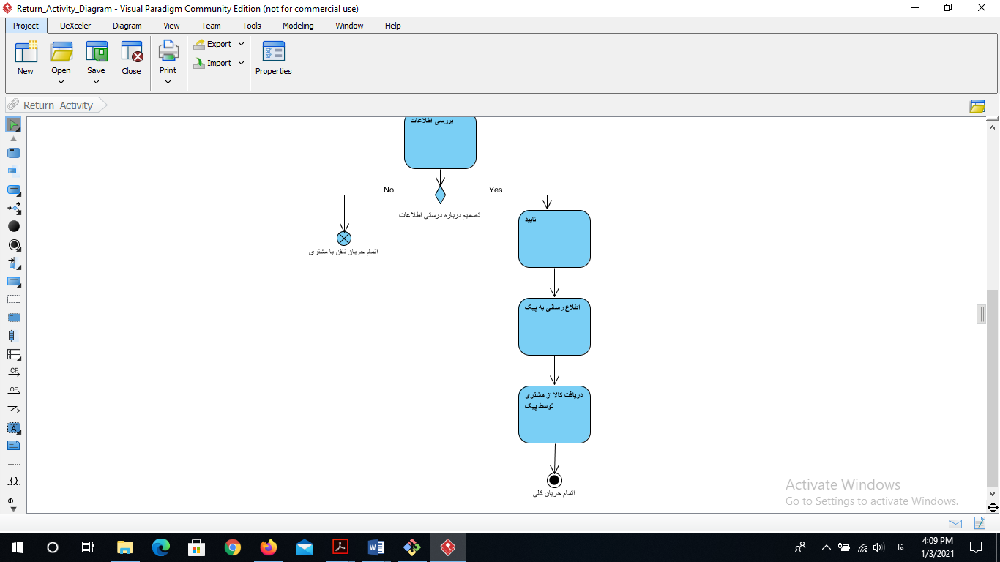 Return_Activity_Diagram - Visual Paradigm Community Edition (not for commercial use)
Project
UeXceler
Diagram
View
Team
Tools
Modeling
Window
Help
New
Open
Save
Close
Print
Export
Import
Properties
Return_Activity
بررسی اطلاعات
No
Yes
تصمیم درباره درستی اطلاعات
تایید
اتمام جریان تلفن با مشتری
اطلاع رسانی به پیک
دریافت کالا از مشتری
توسط پیک
اتمام جریان کلی
CF
OF
A
{ }
Activate Windows
Go to Settings to activate Windows.
فا
4:09 PM
1/3/2021